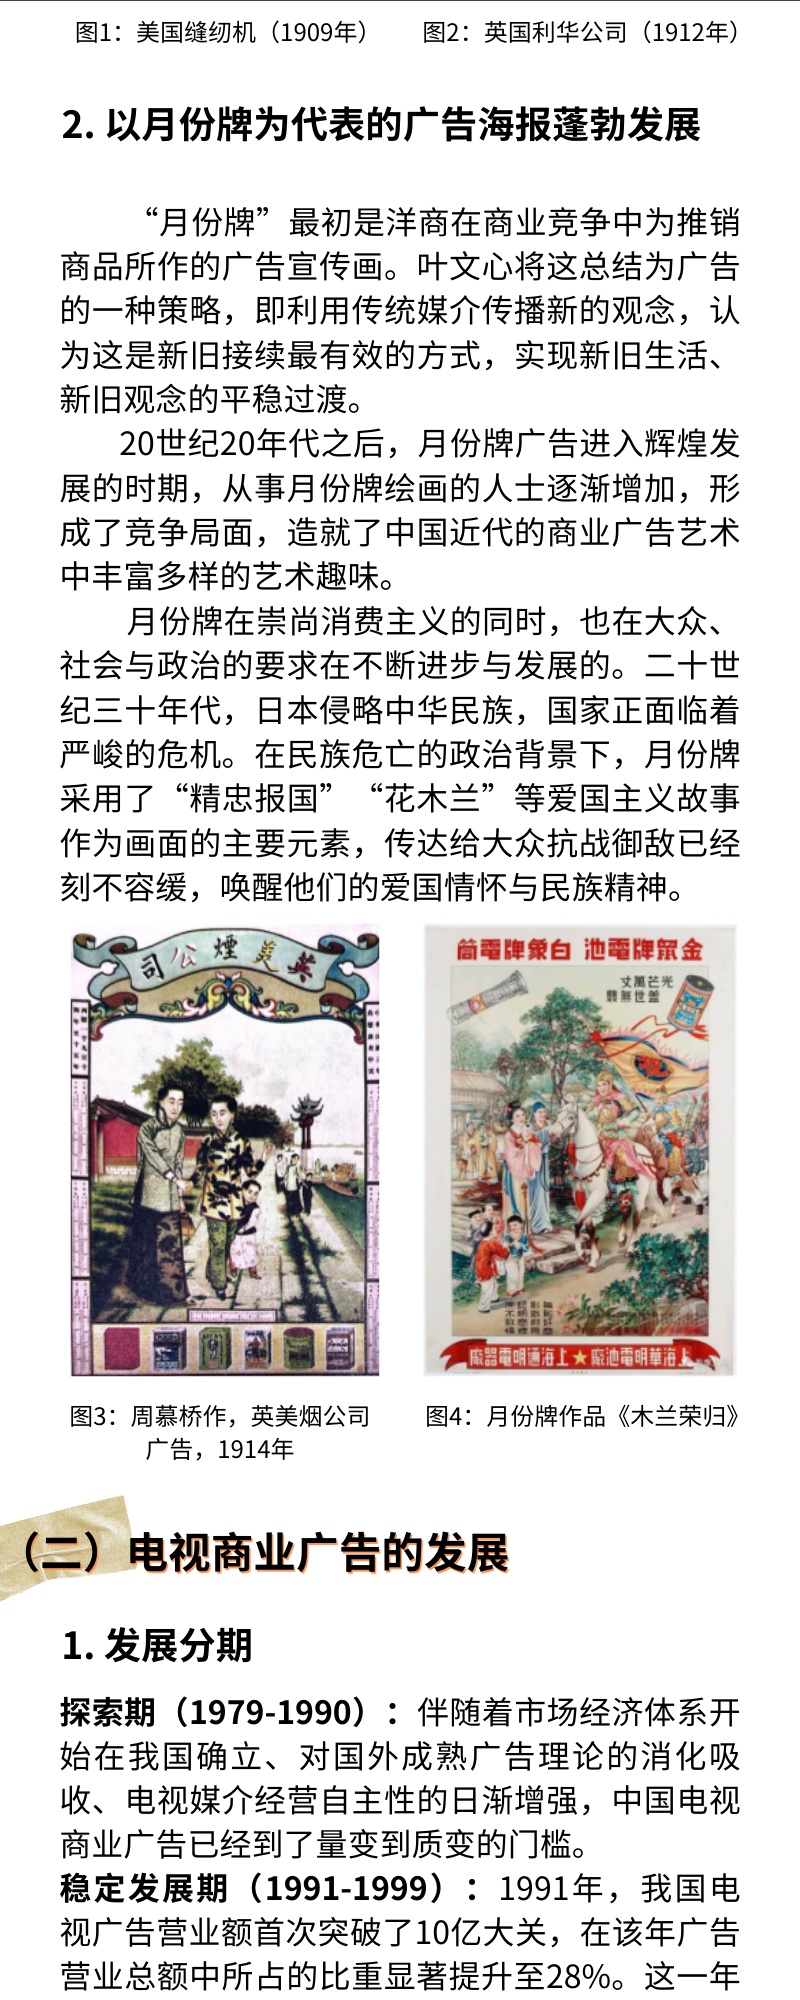 图1：美国缝纫机（1909年）
图2：英国利华公司（1912年）
2. 以月份牌为代表的广告海报蓬勃发展
“月份牌”最初是洋商在商业竞争中为推销
商品所作的广告宣传画。叶文心将这总结为广告
的一种策略，即利用传统媒介传播新的观念，认
为这是新旧接续最有效的方式，实现新旧生活、
新旧观念的平稳过渡。
20世纪20年代之后，月份牌广告进入辉煌发
展的时期，从事月份牌绘画的人士逐渐增加，形
成了竞争局面，造就了中国近代的商业广告艺术
中丰富多样的艺术趣味。
月份牌在崇尚消费主义的同时，也在大众、
社会与政治的要求在不断进步与发展的。二十世
纪三十年代，日本侵略中华民族，国家正面临着
严峻的危机。在民族危亡的政治背景下，月份牌
采用了“精忠报国”“花木兰”等爱国主义故事
作为画面的主要元素，传达给大众抗战御敌已经
刻不容缓，唤醒他们的爱国情怀与民族精神。
司公煙美英
筒電牌象白 池電牌鼠金
丈萬芒光
世無世蓋
廠器電明通海上★廠池電明華海上
图3：周慕桥作，英美烟公司
广告，1914年
图4：月份牌作品《木兰荣归》
（二）电视商业广告的发展
1. 发展分期
探索期（1979-1990）：伴随着市场经济体系开
始在我国确立、对国外成熟广告理论的消化吸
收、电视媒介经营自主性的日渐增强，中国电视
商业广告已经到了量变到质变的门槛。
稳定发展期（1991-1999）：1991年，我国电
视广告营业额首次突破了10亿大关，在该年广告
营业总额中所占的比重显著提升至28%。这一年